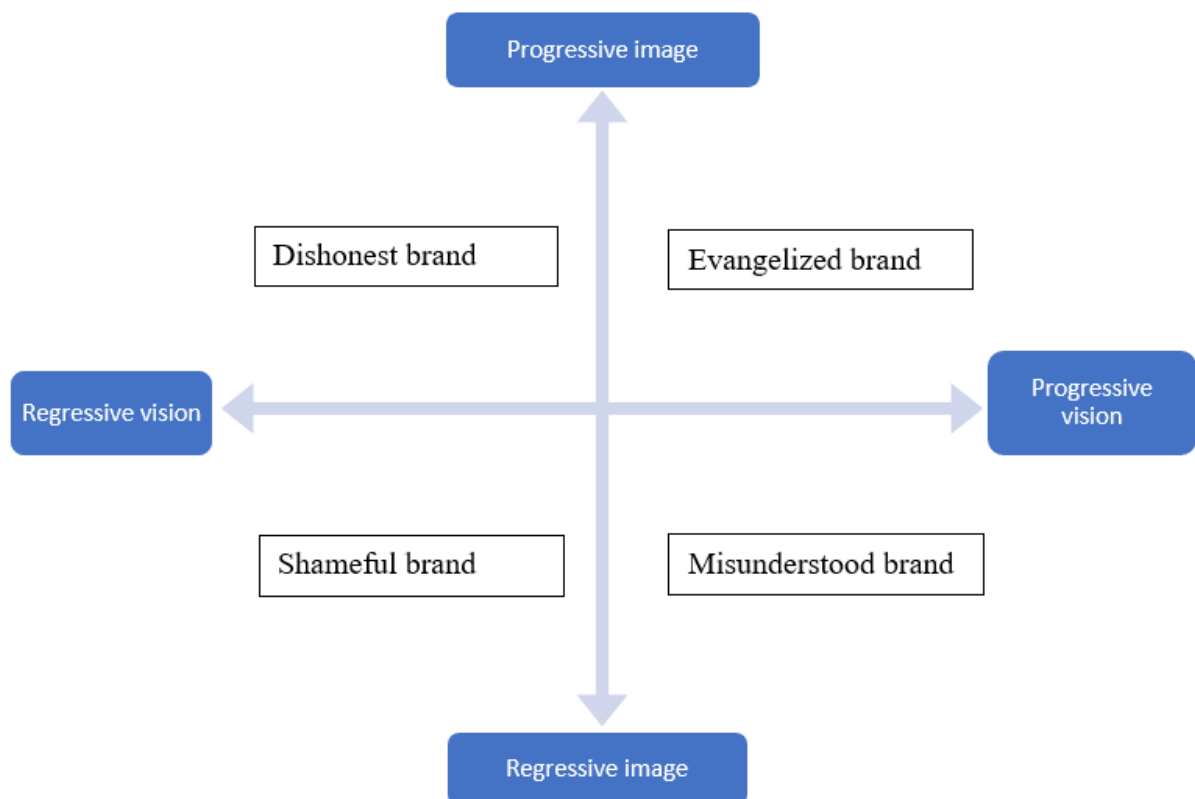 Progressive image
Dishonest brand
Evangelized brand
Regressive vision
Progressive
vision
Shameful brand
Misunderstood brand
Regressive image